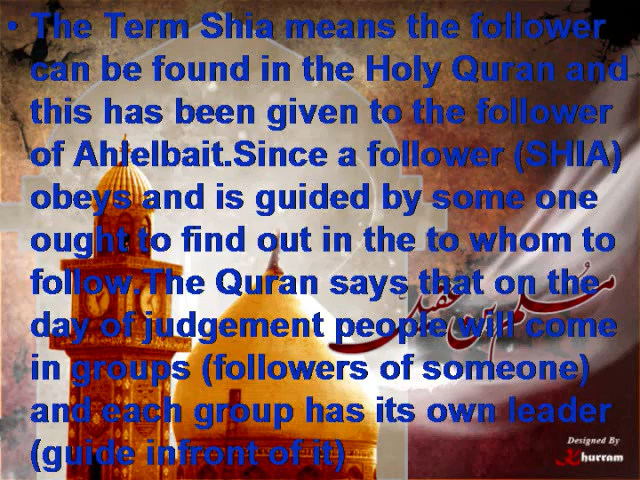 • The Term Shia means the follower
can be found in the Holy Quran and
this has been given to the follower
of Ahlelbait.Since a follower (SHIA)
obeys and is guided by some one
ought to find out in the to whom to
follow.The Quran says that on the
day of judgement people will come
in groups (followers of someone)
and each group has its own leader
(guide infront of it)
مسلم بن عقیل
Designed By
Khurram